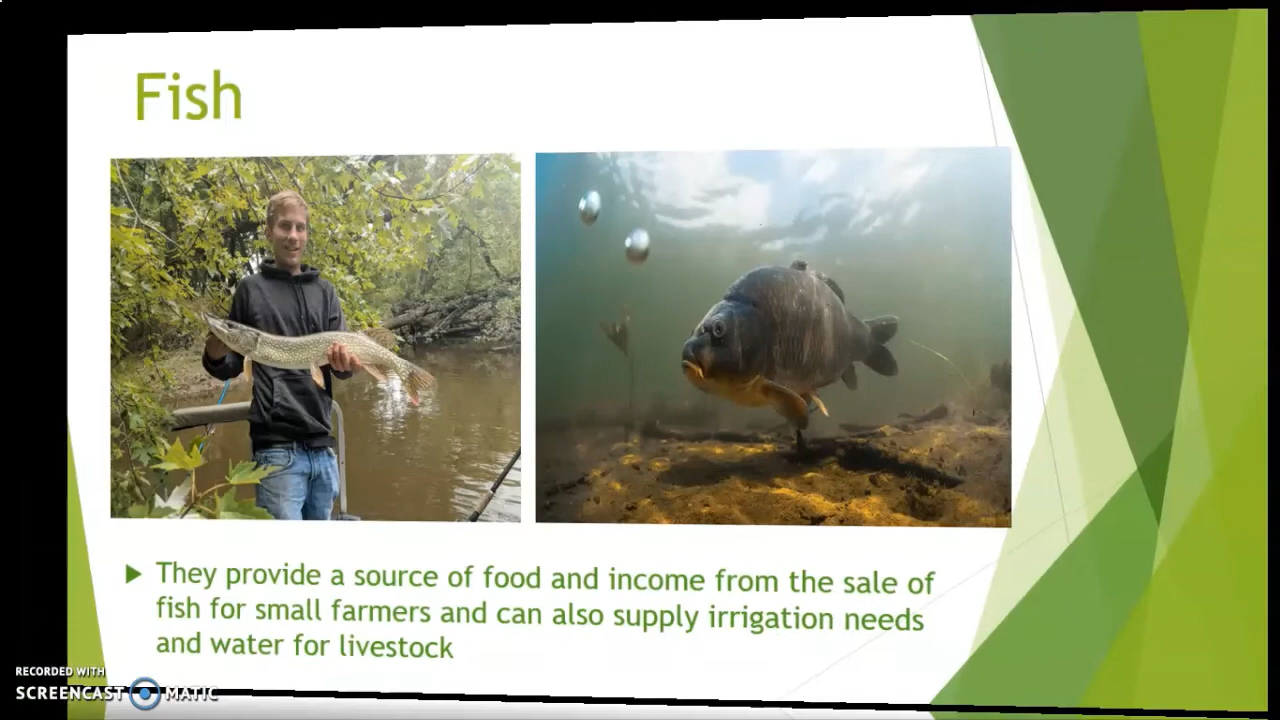 Fish
They provide a source of food and income from the sale of
fish for small farmers and can also supply irrigation needs
and water for livestock
RECORDED WITH
SCREENCAST MATIC